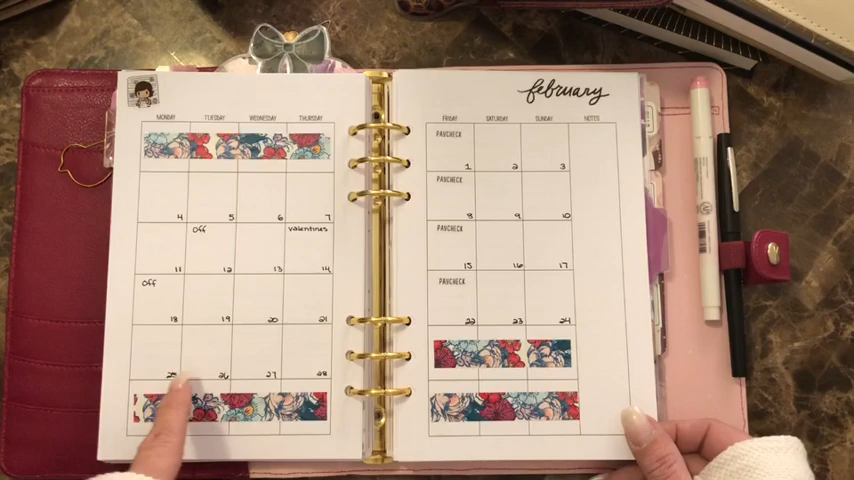 february
MONDAY TUESDAY WEDNESDAY THURSDAY FRIDAY SATURDAY SUNDAY NOTES
PAYCHECK
1 2 3
PAYCHECK
4 5 6 7 8 9 10
Off Valentines PAYCHECK
11 12 13 14 15 16 17
Off PAYCHECK
18 19 20 21 22 23 24
25 26 27 28